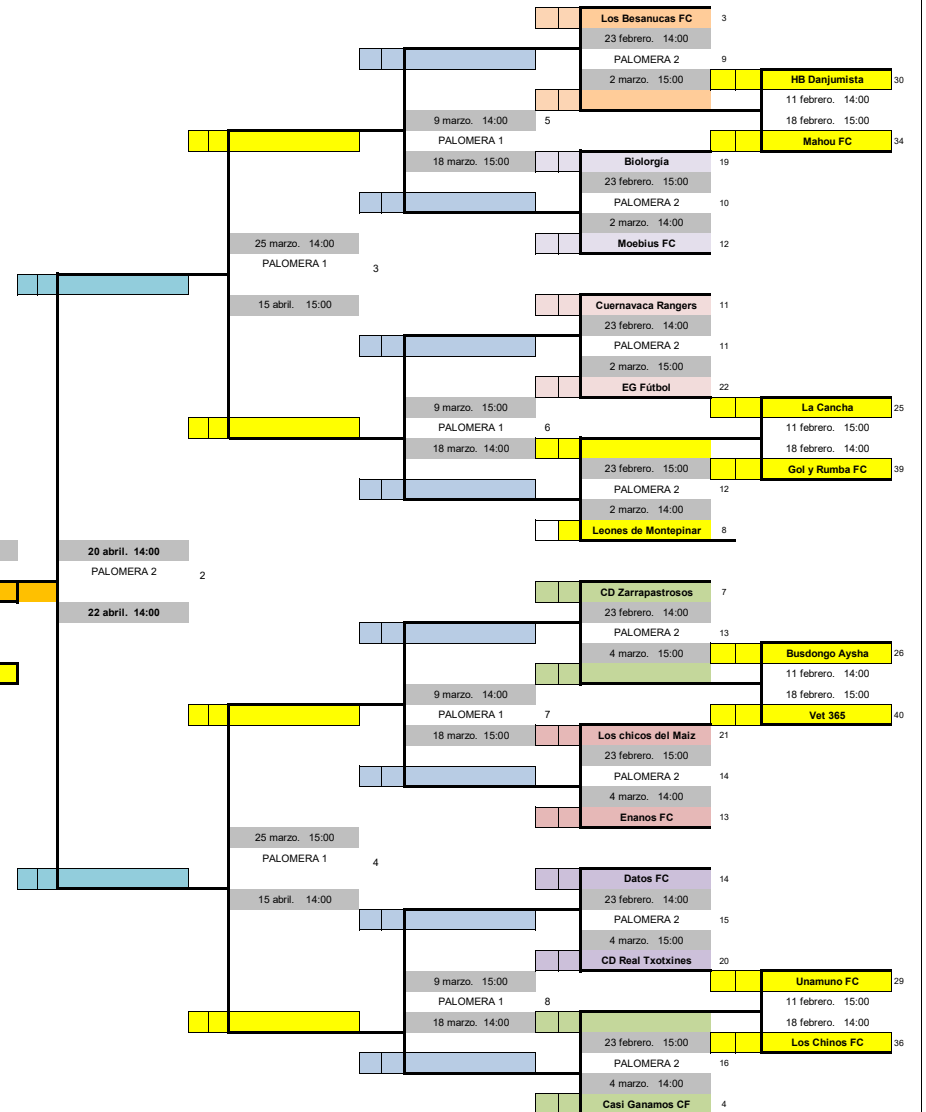 Los Besanucas FC 3
23 febrero. 14:00
PALOMERA 2 9
2 marzo. 15:00
HB Danjumista 30
11 febrero. 14:00
18 febrero. 15:00
Mahou FC 34
9 marzo. 14:00 5
PALOMERA 1
18 marzo. 15:00
Biolorgía 19
23 febrero. 15:00
PALOMERA 2 10
2 marzo. 14:00
Moebius FC 12
25 marzo. 14:00
PALOMERA 1 3
15 abril. 15:00
Cuernavaca Rangers 11
23 febrero. 14:00
PALOMERA 2 11
2 marzo. 15:00
EG Fútbol 22
9 marzo. 15:00
PALOMERA 1 6
18 marzo. 14:00
La Cancha 25
11 febrero. 15:00
18 febrero. 14:00
Gol y Rumba FC 39
23 febrero. 15:00
PALOMERA 2 12
2 marzo. 14:00
Leones de Montepinar 8
20 abril. 14:00
PALOMERA 2 2
22 abril. 14:00
CD Zarrapastrosos 7
23 febrero. 14:00
PALOMERA 2 13
4 marzo. 15:00
Busdongo Aysha 26
11 febrero. 14:00
18 febrero. 15:00
Vet 365 40
9 marzo. 14:00
PALOMERA 1 7
18 marzo. 15:00
Los chicos del Maiz 21
23 febrero. 15:00
PALOMERA 2 14
4 marzo. 14:00
Enanos FC 13
25 marzo. 15:00
PALOMERA 1 4
15 abril. 14:00
Datos FC 14
23 febrero. 14:00
PALOMERA 2 15
4 marzo. 15:00
CD Real Txotxines 20
9 marzo. 15:00
PALOMERA 1 8
18 marzo. 14:00
Unamuno FC 29
11 febrero. 15:00
18 febrero. 14:00
Los Chinos FC 36
23 febrero. 15:00
PALOMERA 2 16
4 marzo. 14:00
Casi Ganamos CF 4